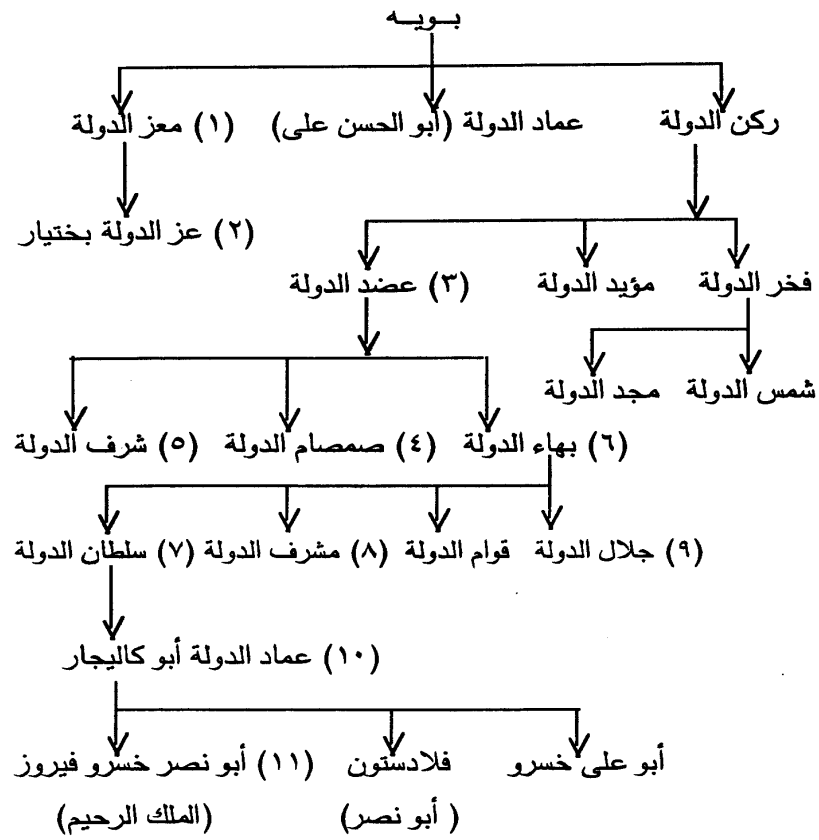 بـويـه
ركن الدولة عماد الدولة (أبو الحسن على) (١) معز الدولة
(٢) عز الدولة بختيار
فخر الدولة مؤيد الدولة (٣) عضد الدولة
شمس الدولة مجد الدولة
(٦) بهاء الدولة (٤) صمصام الدولة (٥) شرف الدولة
(٩) جلال الدولة قوام الدولة (٨) مشرف الدولة (٧) سلطان الدولة
(١٠) عماد الدولة أبو كاليجار
أبو على خسرو فلادستون (١١) أبو نصر خسرو فيروز
( أبو نصر) (الملك الرحيم)